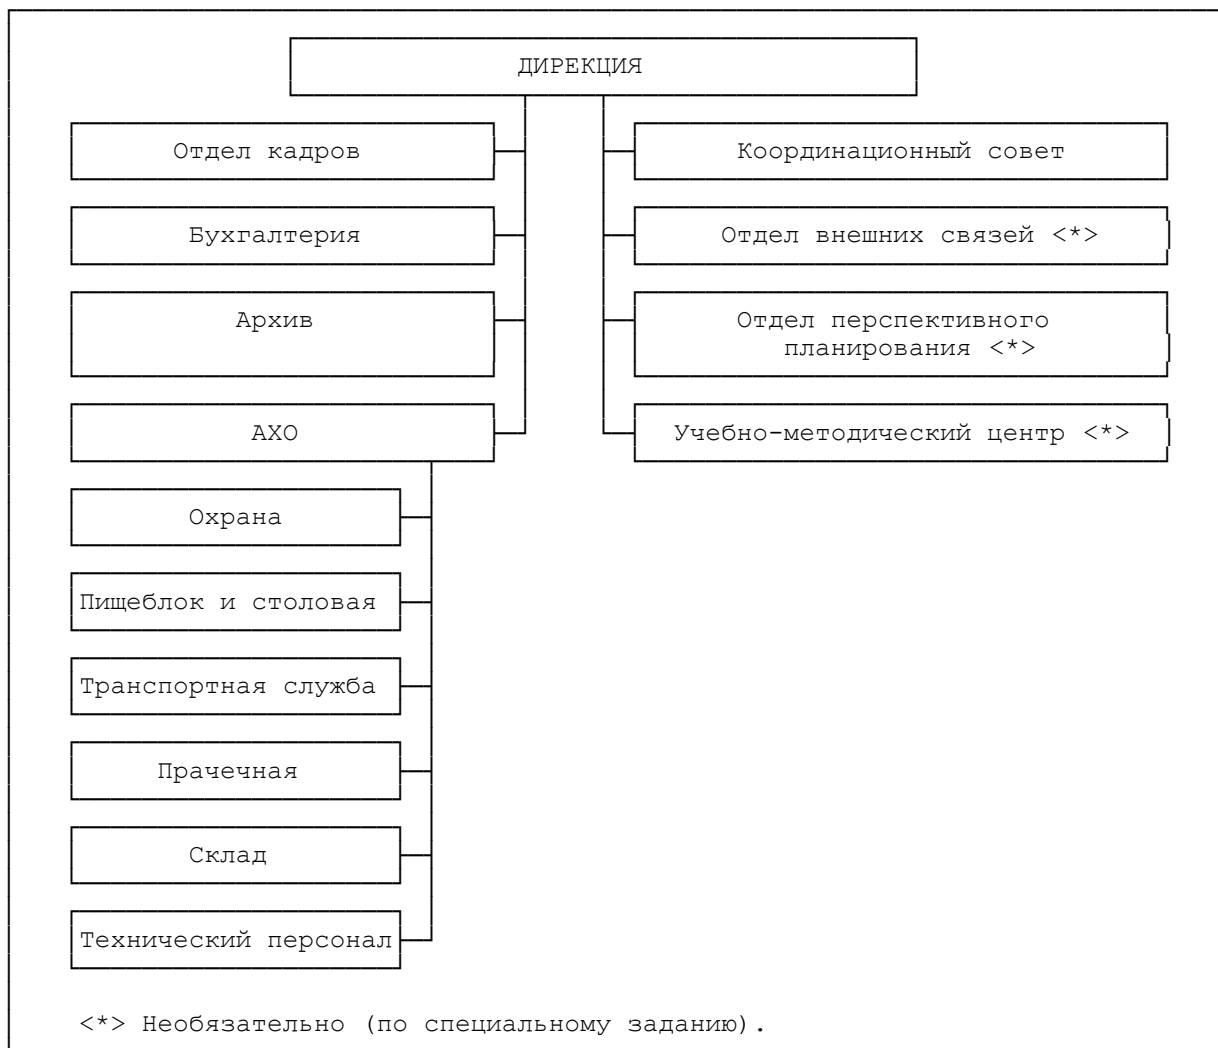 ДИРЕКЦИЯ
Отдел кадров
Координационный совет
Бухгалтерия
Отдел внешних связей <*>
Архив
Отдел перспективного
планирования <*>
АХО
Учебно-методический центр <*>
Охрана
Пищеблок и столовая
Транспортная служба
Прачечная
Склад
Технический персонал
<*> Необязательно (по специальному заданию).